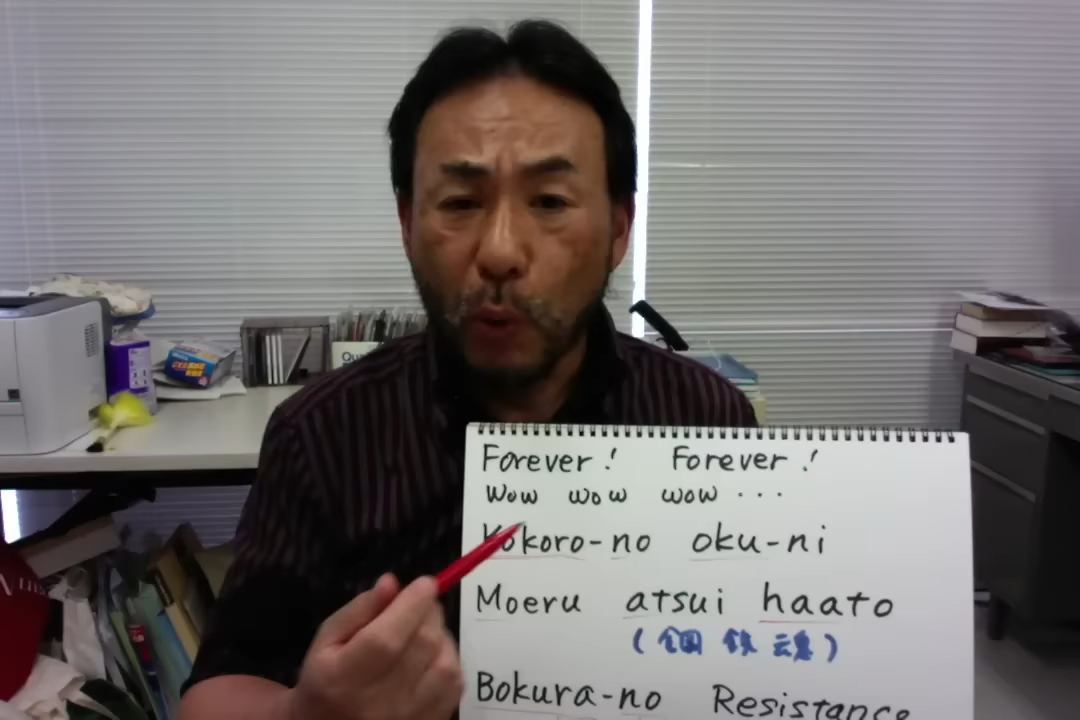 Forever! Forever!
wow wow wow ...
Kokoro-no oku-ni
Moeru atsui haato
(鋼鉄魂)
Bokura-no Resistance